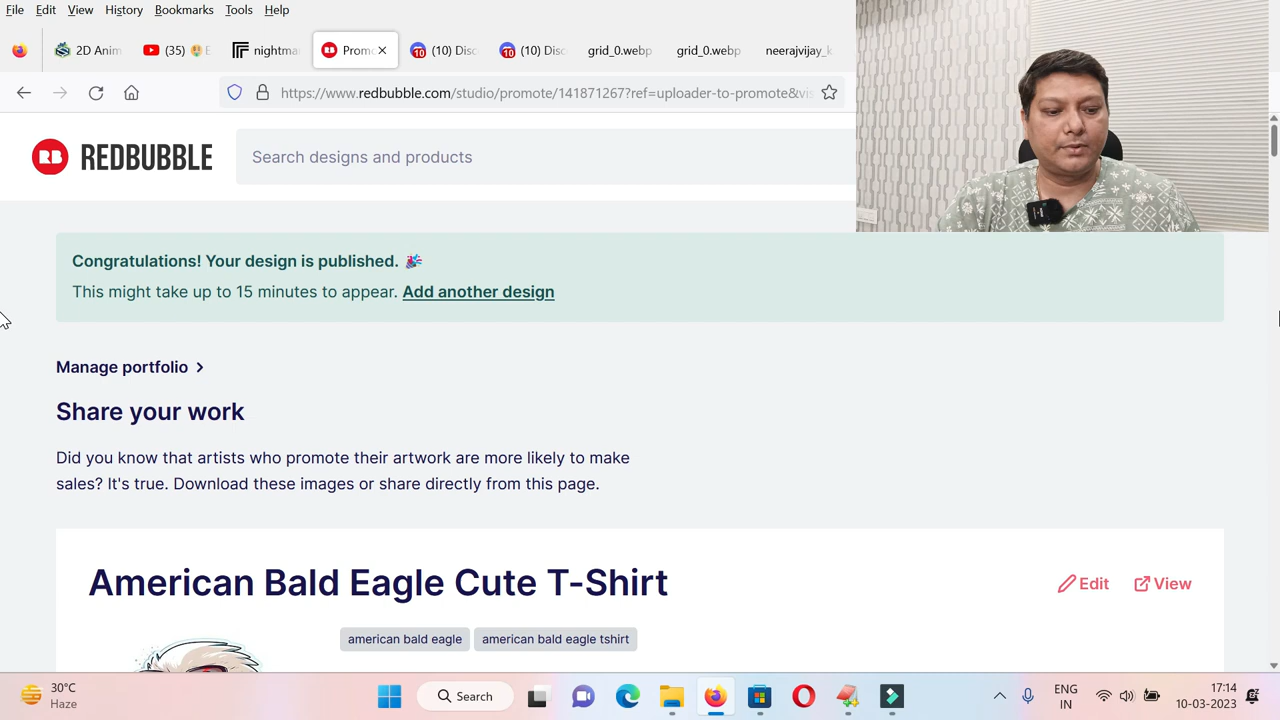 File Edit View History Bookmarks Tools Help
2D Anim (35) E nightma Prom (10) Disc (10) Dis grid_0.webp grid_0.webp neerajvijay_k
https://www.redbubble.com/studio/promote/141871267?ref=uploader-to-promote&vis
RB REDBUBBLE Search designs and products
Congratulations! Your design is published. 🎉
This might take up to 15 minutes to appear. Add another design
Manage portfolio >
Share your work
Did you know that artists who promote their artwork are more likely to make
sales? It's true. Download these images or share directly from this page.
American Bald Eagle Cute T-Shirt Edit View
american bald eagle american bald eagle tshirt
30°C
Haze
Search
ENG
IN
17:14
10-03-2023